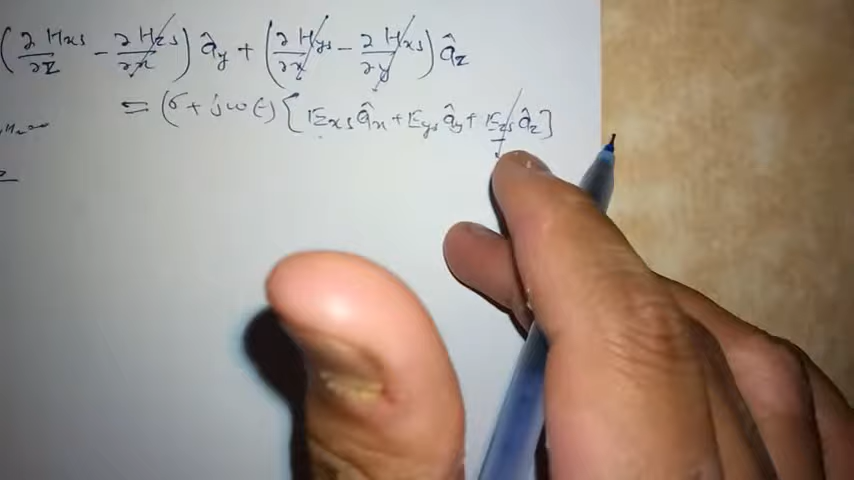 (∂Hxs/∂z - ∂Hzs/∂x) ây + (∂Hys/∂x - ∂Hxs/∂y) âz
= (σ + jωε) [Exs âx + Eys ây + Ezs âz]